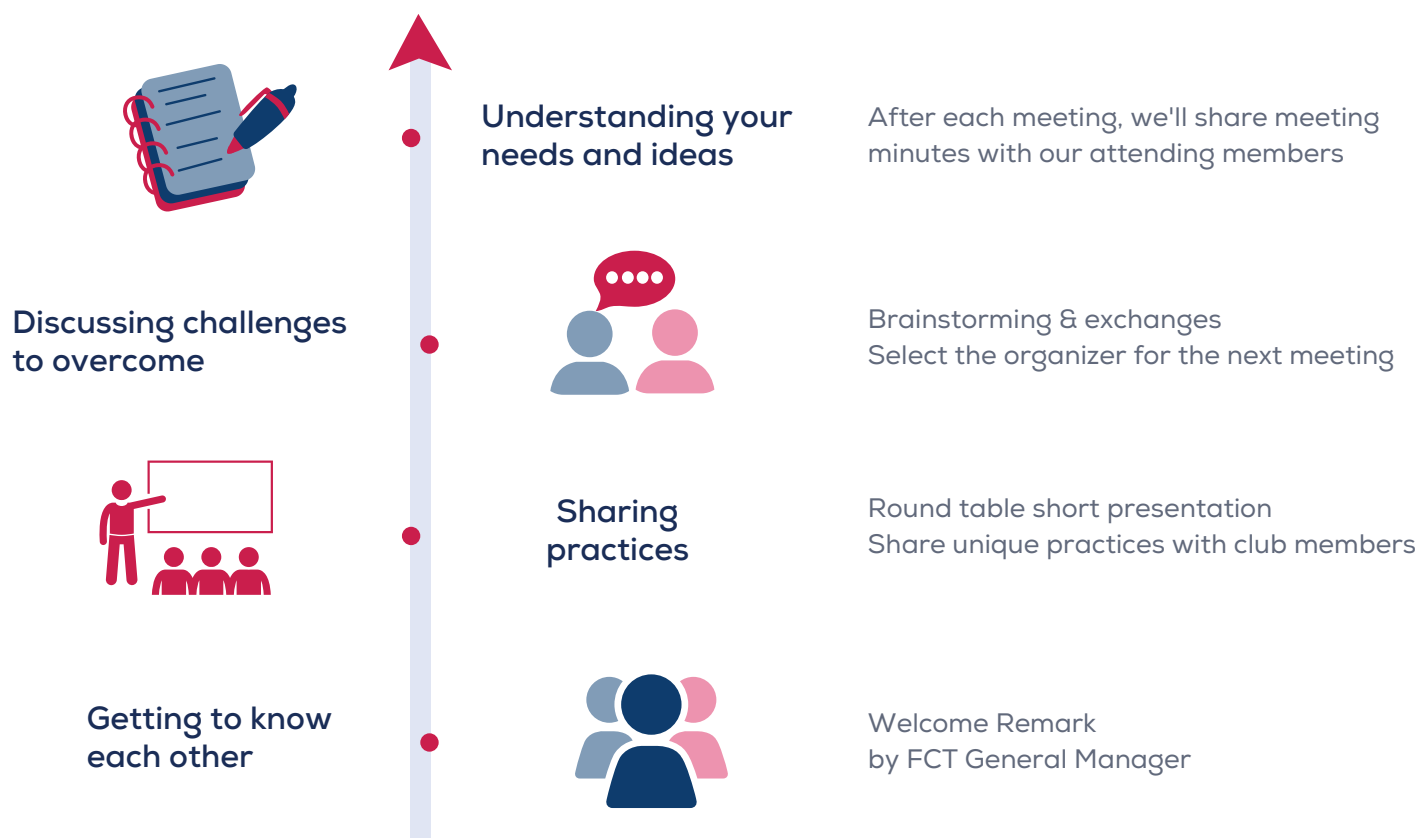 Understanding your
needs and ideas
After each meeting, we'll share meeting
minutes with our attending members
Discussing challenges
to overcome
Brainstorming & exchanges
Select the organizer for the next meeting
Sharing
practices
Round table short presentation
Share unique practices with club members
Getting to know
each other
Welcome Remark
by FCT General Manager